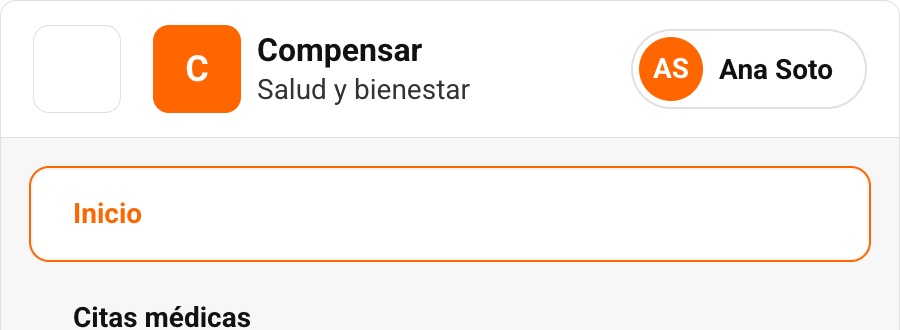 C
Compensar
Salud y bienestar
AS
Ana Soto
Inicio
Citas médicas